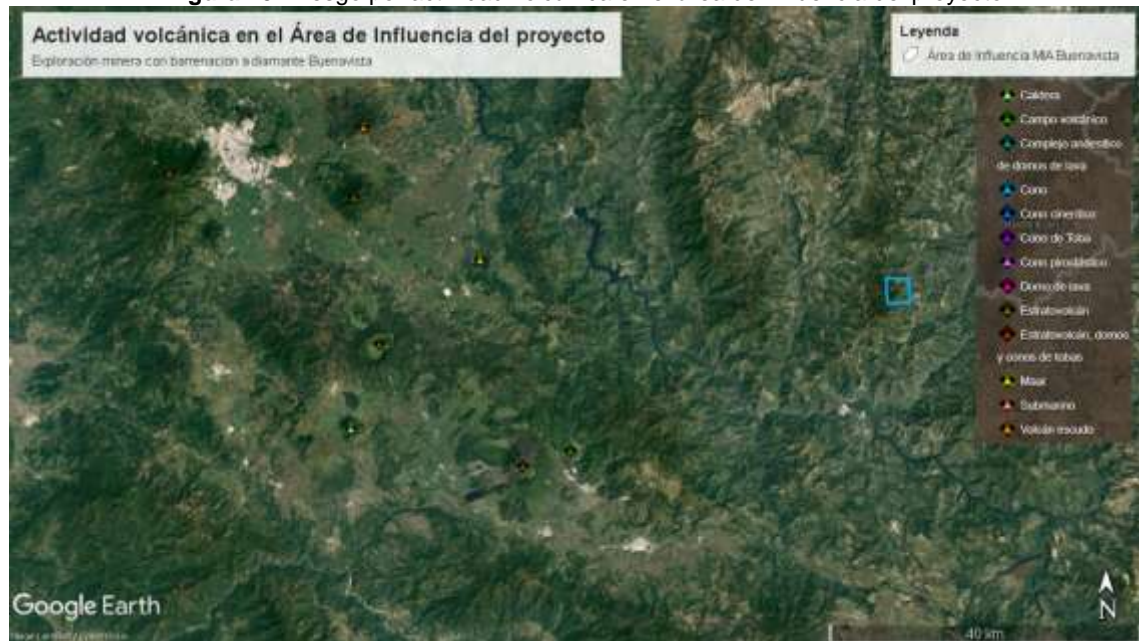 Actividad volcánica en el Área de Influencia del proyecto
Exploración minera con barrenación a diamante Buenavista
Leyenda
Área de Influencia MIA Buenavista
Caldera
Campo volcánico
Complejo andesítico
de domos de lava
Cono
Cono cinerítico
Cono de Toba
Cono piroclástico
Domo de lava
Estratovolcán
Estratovolcán, domos
y conos de tobas
Maar
Submarino
Volcán escudo
Google Earth
N
40 km